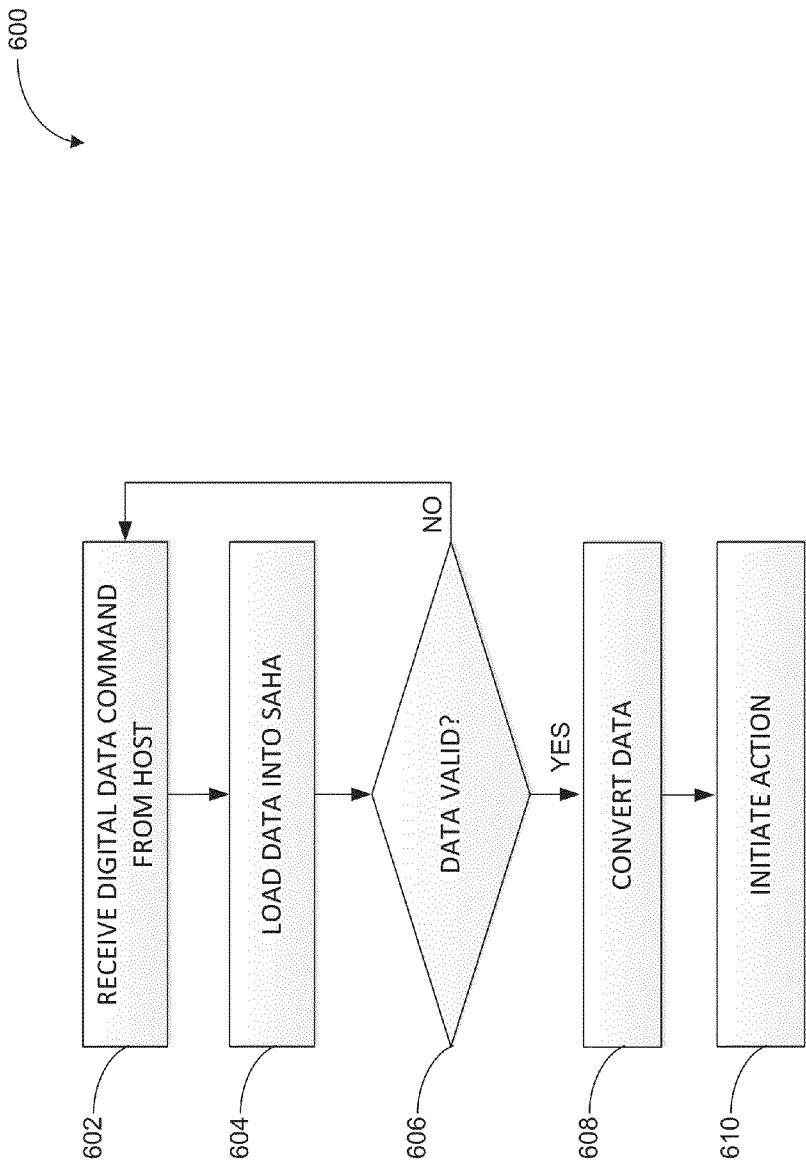 600
602
RECEIVE DIGITAL DATA COMMAND
FROM HOST
604
LOAD DATA INTO SAHA
606
DATA VALID?
NO
YES
608
CONVERT DATA
610
INITIATE ACTION